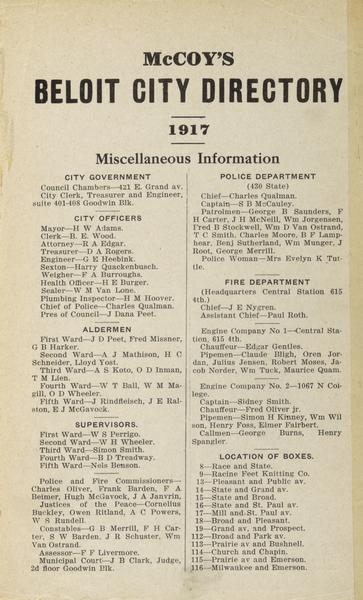 McCOY'S
BELOIT CITY DIRECTORY
1917
Miscellaneous Information
CITY GOVERNMENT
Council Chambers—421 E. Grand av.
City Clerk, Treasurer and Engineer,
suite 401-408 Goodwin Blk.
CITY OFFICERS
Mayor—H W Adams.
Clerk—B. E. Wood.
Attorney—R A Edgar.
Treasurer—D A Rogers.
Engineer—G E Heebink.
Sexton—Harry Quackenbusch.
Weigher—F A Burroughs.
Health Officer—H E Burger.
Sealer—W M Van Lone.
Plumbing Inspector—H M Hoover.
Chief of Police—Charles Qualman.
Pres of Council—J Dana Peet.
ALDERMEN
First Ward—J D Peet, Fred Missner,
G B Harker.
Second Ward—A J Mathison, H C
Schneider, Lloyd Yost.
Third Ward—A S Koto, O D Inman,
T M Lien.
Fourth Ward—W T Ball, W M Ma-
gill, O D Wheeler.
Fifth Ward—J Rindfleisch, J E Ral-
ston, E J McGavock.
SUPERVISORS.
First Ward—W S Perrigo.
Second Ward—W H Wheeler.
Third Ward—Simon Smith.
Fourth Ward—B D Treadway.
Fifth Ward—Nels Benson.
Police and Fire Commissioners—
Charles Oliver, Frank Barden, F A
Beimer, Hugh McGavock, J A Janvrin,
Justices of the Peace—Cornelius
Buckley, Owen Ritland, A C Powers,
W S Rundell.
Constables—G B Merrill, F H Car-
ter, S W Barden, J R Schuster, Wm
Van Ostrand.
Assessor—F F Livermore.
Municipal Court—J B Clark, Judge,
2d floor Goodwin Blk.
POLICE DEPARTMENT
(430 State)
Chief—Charles Qualman.
Captain—S B McCauley.
Patrolmen—George B Saunders, F
H Carter, J H McNeill, Wm Jorgensen,
Fred B Stockwell, Wm D Van Ostrand,
T C Smith, Charles Moore, B F Lamp-
hear, Benj Sutherland, Wm Munger, J
Root, George Merrill.
Police Woman—Mrs Evelyn K Tut-
tle.
FIRE DEPARTMENT
(Headquarters Central Station 615
4th.)
Chief—J E Nygren.
Assistant Chief—Paul Roth.
Engine Company No 1—Central Sta-
tion, 615 4th.
Chauffeur—Edgar Gentles.
Pipemen—Claude Bligh, Oren Jor-
dan, Julius Jensen, Robert Moses, Ja-
cob Norder, Wm Tuck, Maurice Quam.
Engine Company No. 2—1067 N Col-
lege.
Captain—Sidney Smith.
Chauffeur—Fred Oliver jr.
Pipemen—Simon H Kinney, Wm Wil
son, Henry Foss, Elmer Fairbert.
Callmen—George Burns, Henry
Spangler.
LOCATION OF BOXES.
8—Race and State.
9—Racine Feet Knitting Co.
13—Pleasant and Public av.
14—State and Grand av.
15—State and Broad.
16—State and St. Paul av.
17—Mill and St. Paul av.
18—Broad and Pleasant.
19—Grand av. and Prospect.
112—Broad and Park av.
113—Prairie av and Bushnell.
114—Church and Chapin.
115—Prairie av and Emerson.
116—Milwaukee and Emerson.